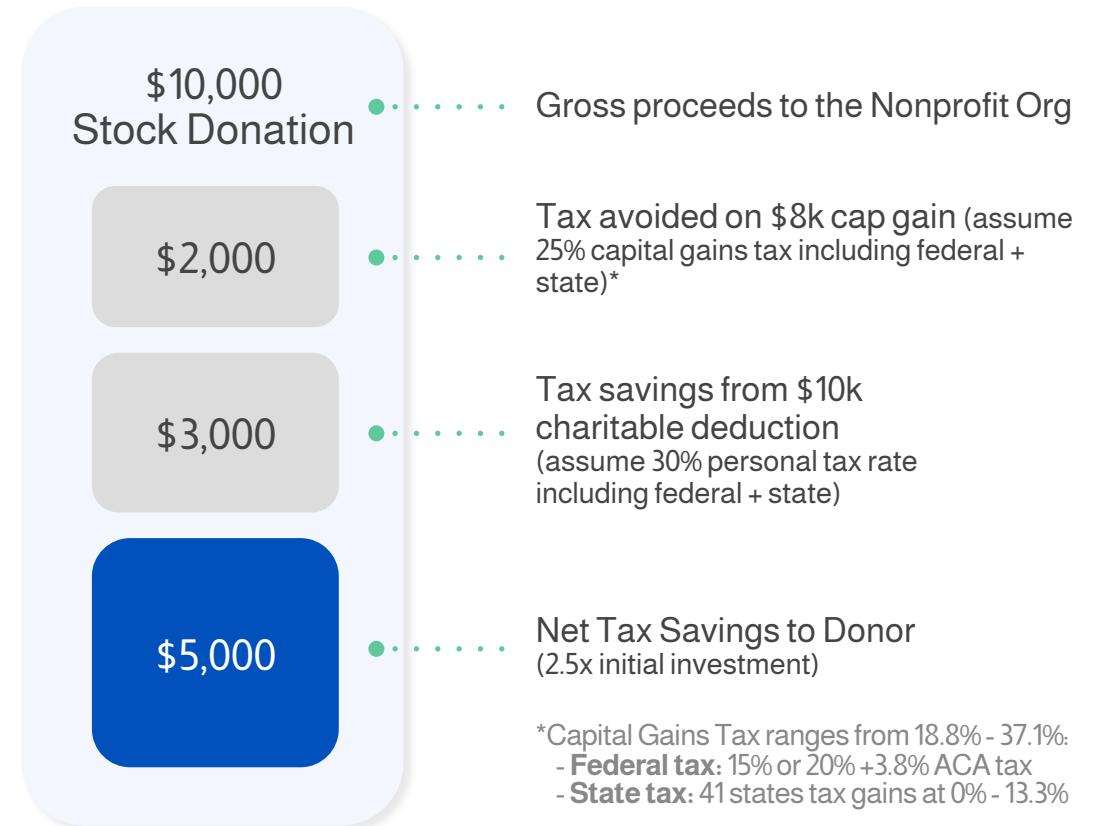 $10,000
Stock Donation
Gross proceeds to the Nonprofit Org
$2,000
Tax avoided on $8k cap gain (assume
25% capital gains tax including federal +
state)*
$3,000
Tax savings from $10k
charitable deduction
(assume 30% personal tax rate
including federal + state)
$5,000
Net Tax Savings to Donor
(2.5x initial investment)
*Capital Gains Tax ranges from 18.8% - 37.1%:
- Federal tax: 15% or 20% +3.8% ACA tax
- State tax: 41 states tax gains at 0% - 13.3%